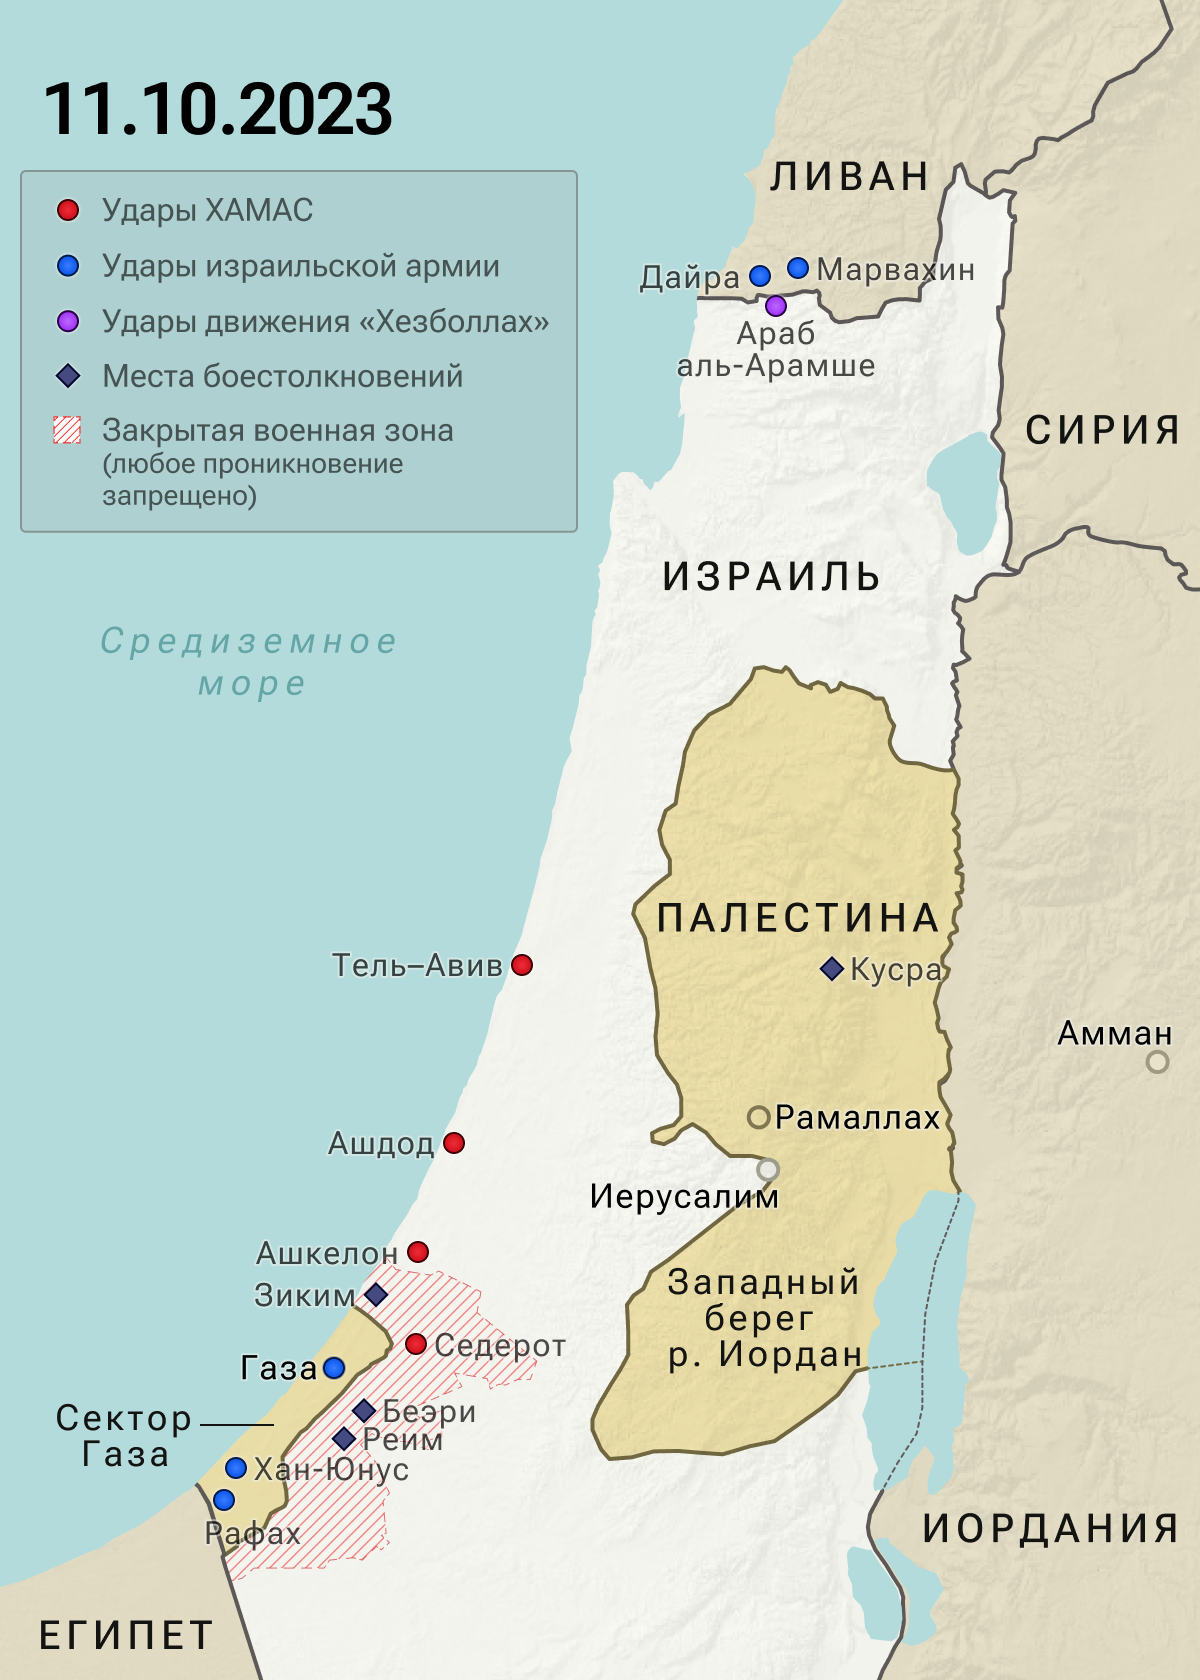 11.10.2023
Удары ХАМАС
Удары израильской армии
Удары движения «Хезболлах»
Места боестолкновений
Закрытая военная зона
(любое проникновение
запрещено)
ЛИВАН
Дайра
Марвахин
Араб
аль-Арамше
СИРИЯ
ИЗРАИЛЬ
Средиземное
море
ПАЛЕСТИНА
Тель–Авив
Кусра
Амман
Рамаллах
Ашдод
Иерусалим
Ашкелон
Зиким
Западный
берег
р. Иордан
Седерот
Газа
Сектор
Газа
Беэри
Реим
Хан-Юнус
Рафах
ИОРДАНИЯ
ЕГИПЕТ